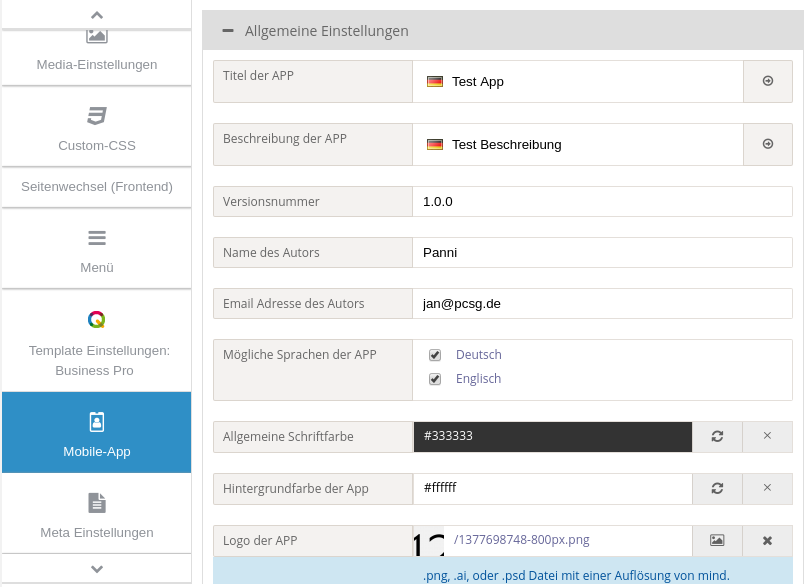 Media-Einstellungen
Custom-CSS
Seitenwechsel (Frontend)
Menü
Template Einstellungen:
Business Pro
Mobile-App
Meta Einstellungen
Allgemeine Einstellungen
Titel der APP
Test App
Beschreibung der APP
Test Beschreibung
Versionsnummer
1.0.0
Name des Autors
Panni
Email Adresse des Autors
jan@pcsg.de
Mögliche Sprachen der APP
Deutsch
Englisch
Allgemeine Schriftfarbe
#333333
Hintergrundfarbe der App
#ffffff
Logo der APP
/1377698748-800px.png
.png, .ai, oder .psd Datei mit einer Auflösung von mind.